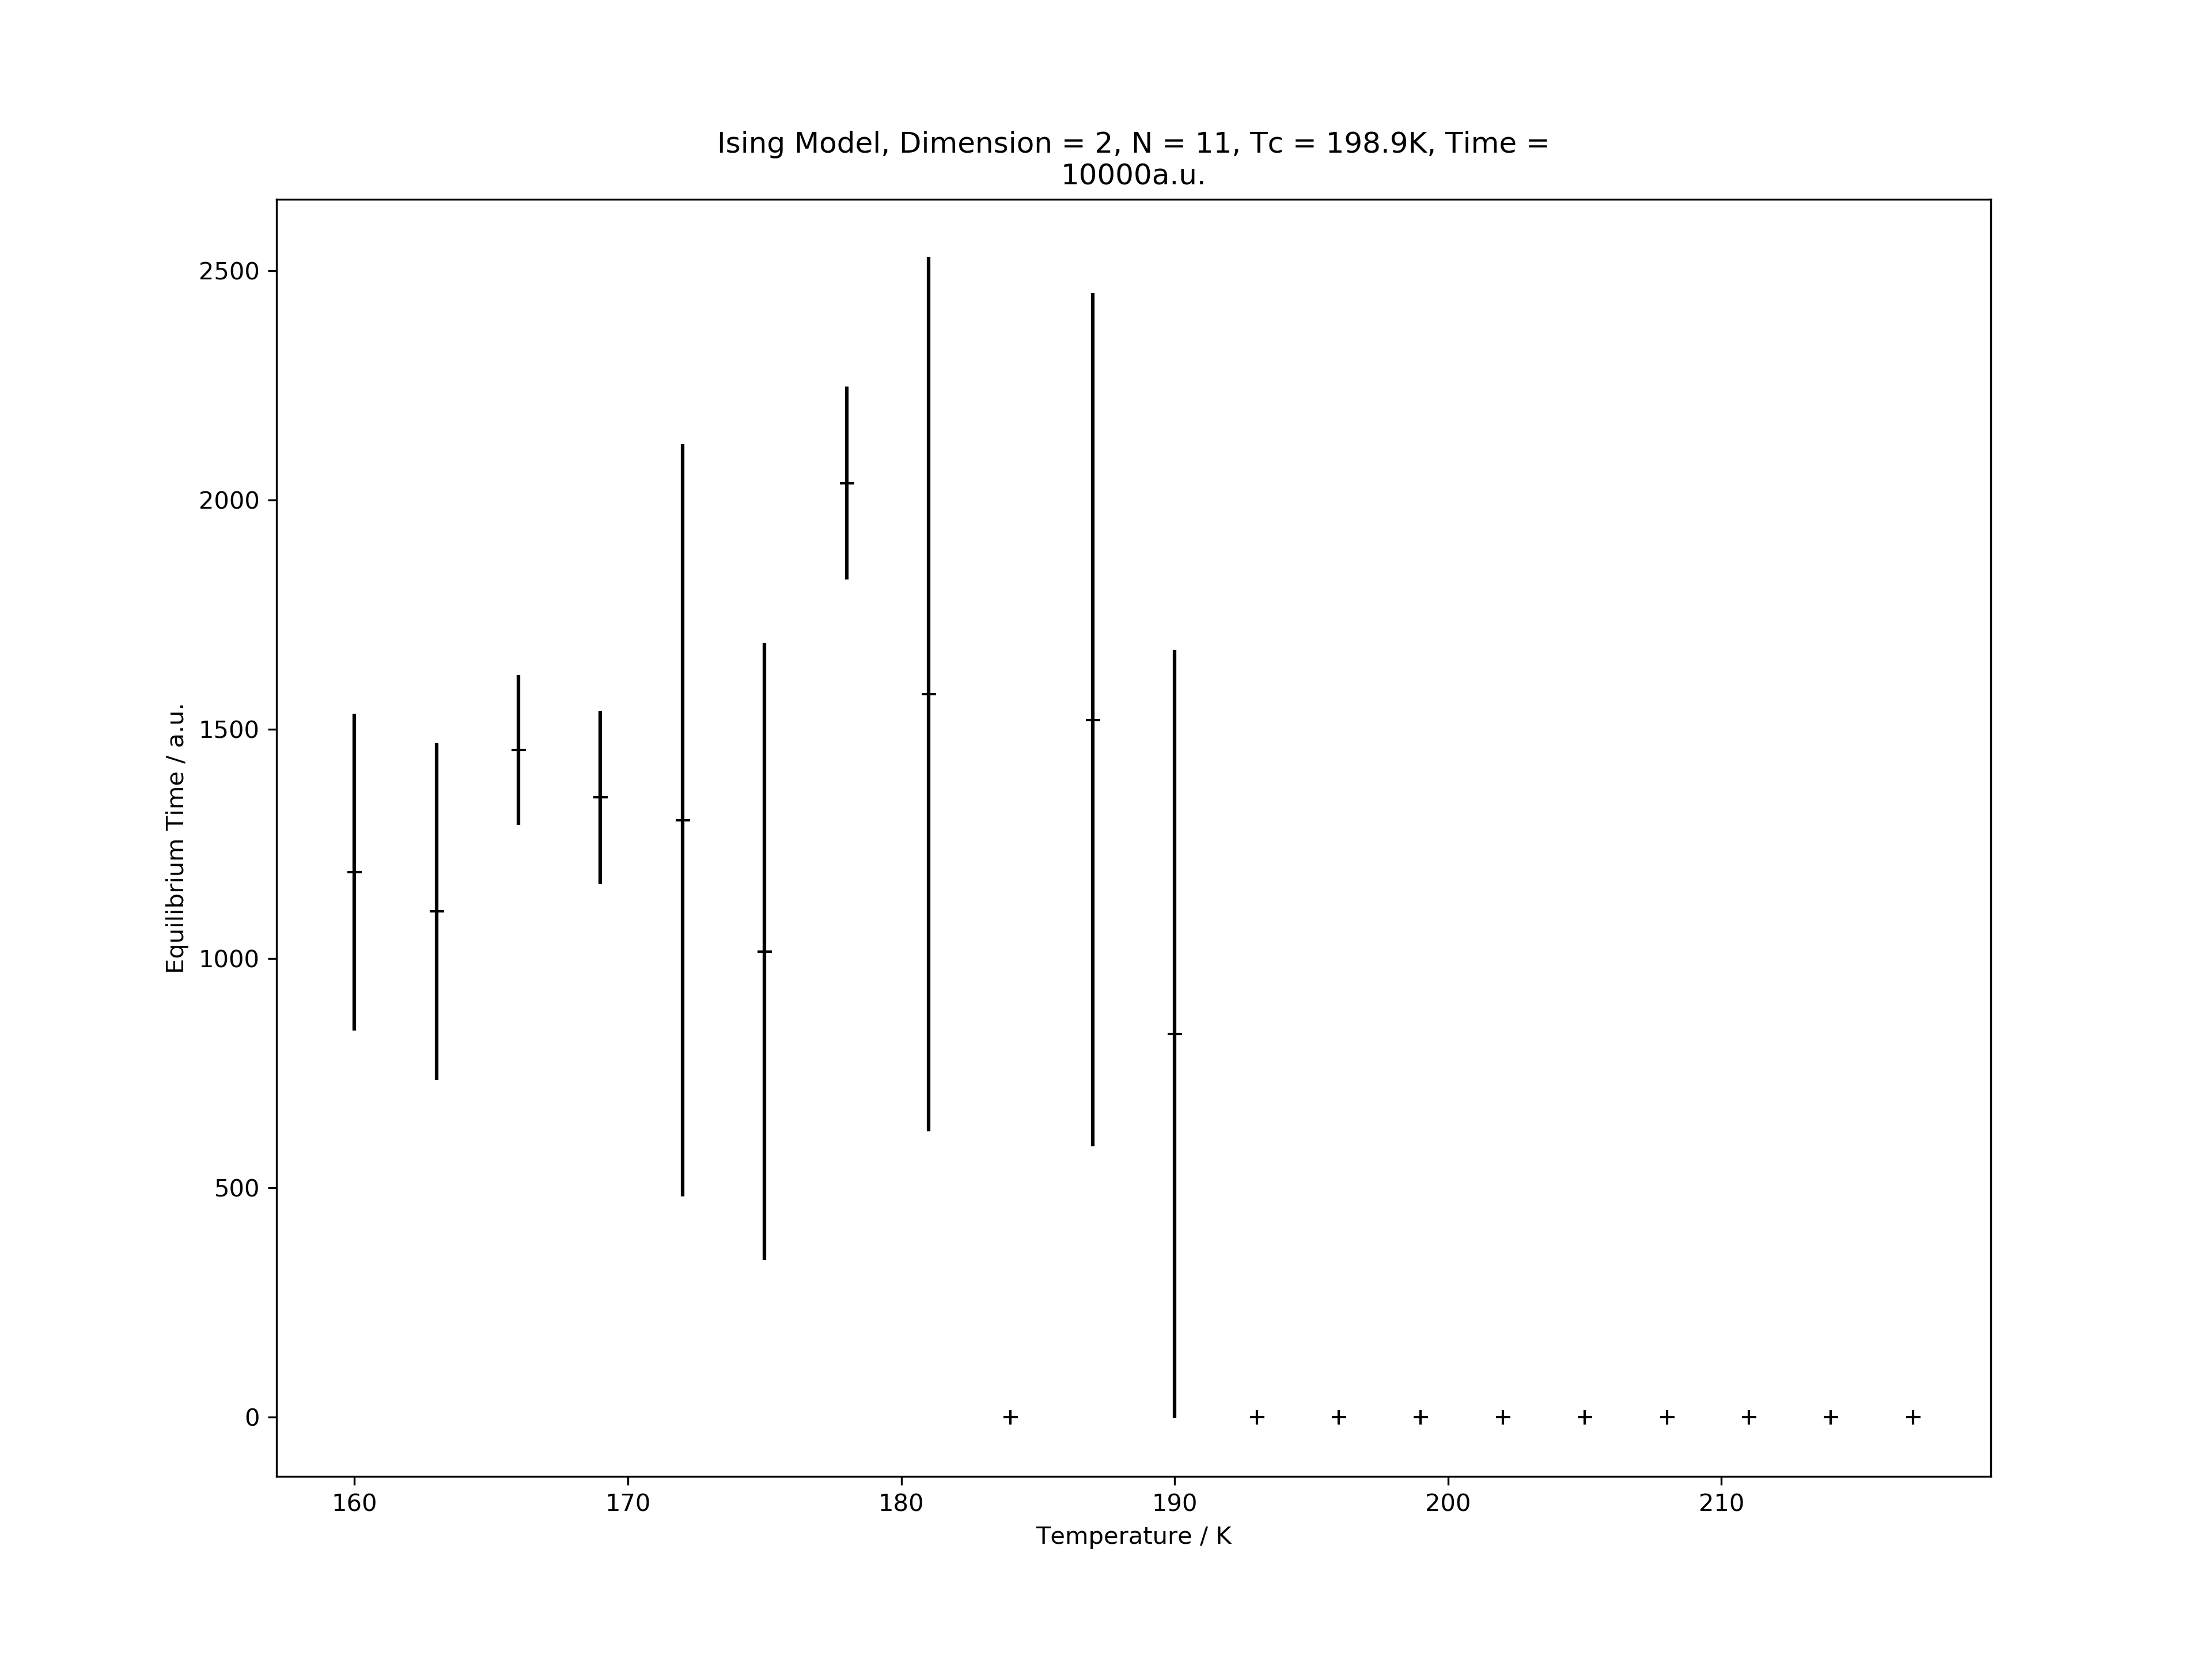 Ising Model, Dimension = 2, N = 11, Tc = 198.9K, Time =
10000a.u.
2500
2000
1500
1000
500
0
Equilibrium Time / a.u.
160 170 180 190 200 210
Temperature / K